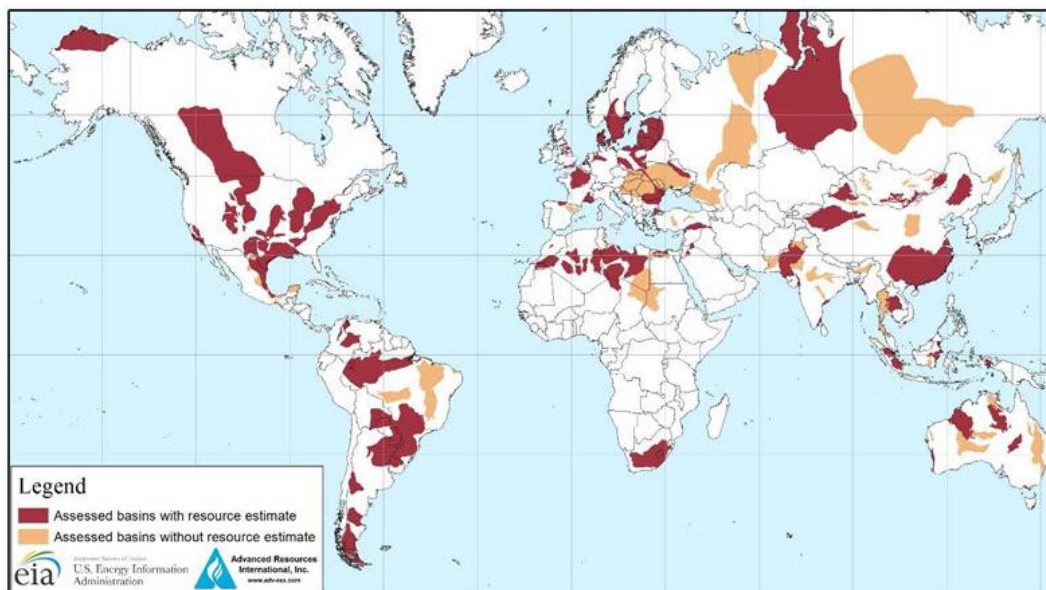 Legend
Assessed basins with resource estimate
Assessed basins without resource estimate
eia
U.S. Energy Information
Administration
Advanced Resources
International, Inc.
www.adv-res.com